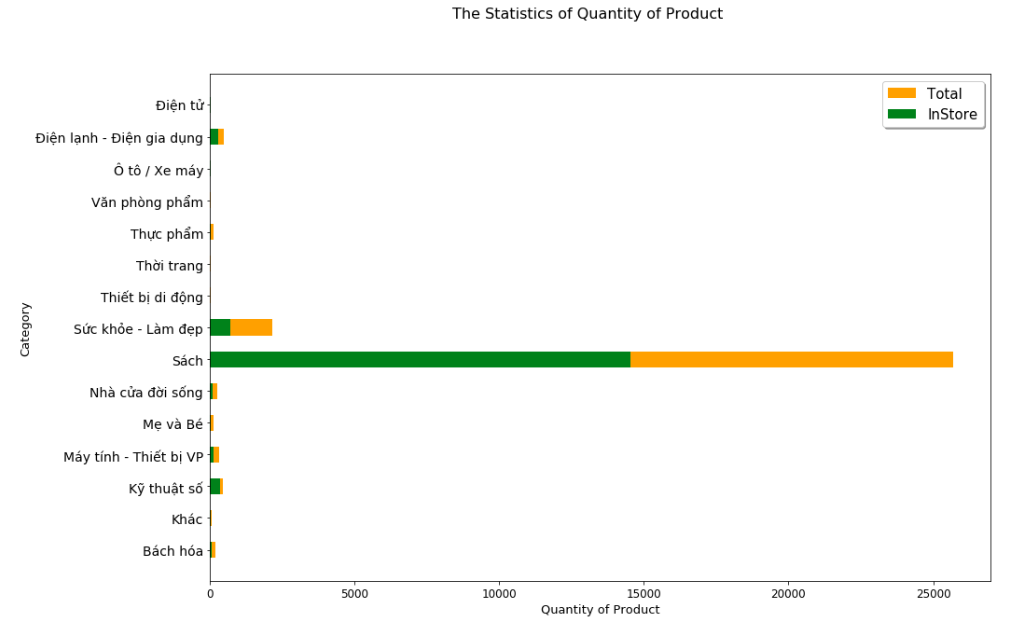 The Statistics of Quantity of Product
Total
InStore
Điện tử
Điện lạnh - Điện gia dụng
Ô tô / Xe máy
Văn phòng phẩm
Thực phẩm
Thời trang
Thiết bị di động
Sức khỏe - Làm đẹp
Sách
Nhà cửa đời sống
Mẹ và Bé
Máy tính - Thiết bị VP
Kỹ thuật số
Khác
Bách hóa
Category
0 5000 10000 15000 20000 25000
Quantity of Product